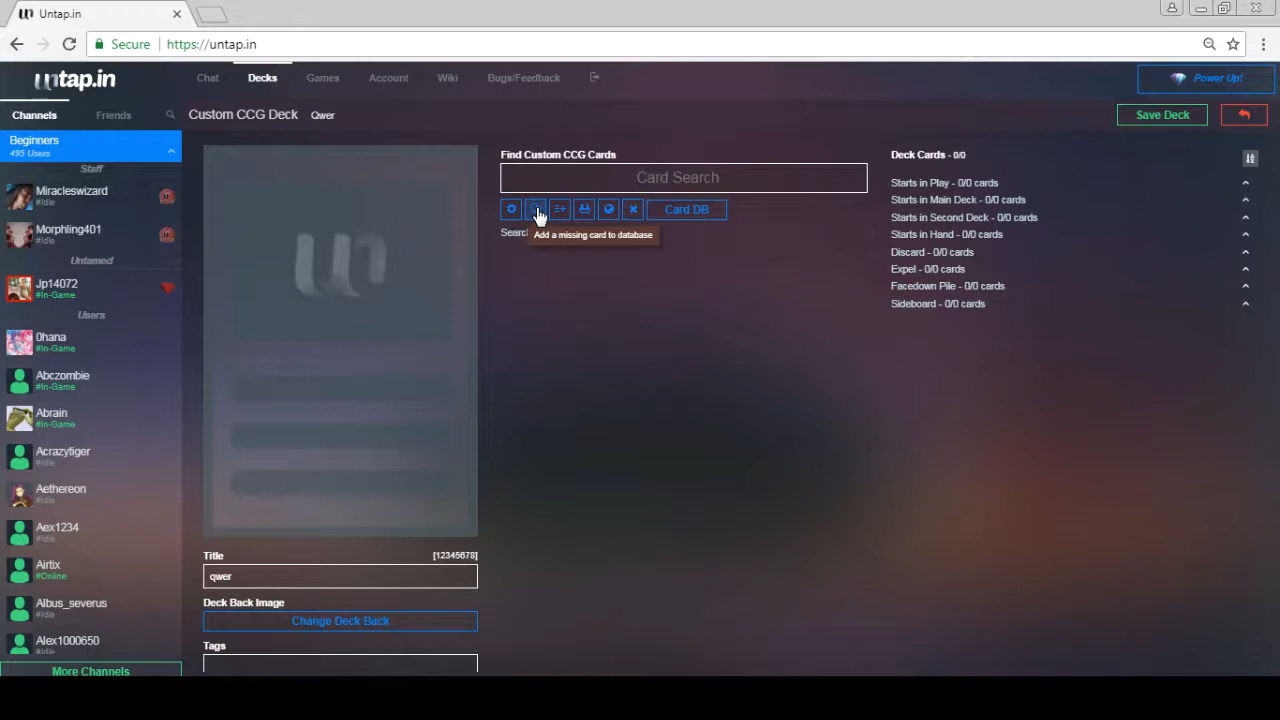 Untap.in
Secure
https://untap.in
untap.in
Chat
Decks
Games
Account
Wiki
Bugs/Feedback
Power Up!
Channels
Friends
Custom CCG Deck
Qwer
Save Deck
Beginners
495 Users
Staff
Miracleswizard
#Idle
Morphling401
#Idle
Untamed
Jp14072
#In-Game
Users
0hana
#In-Game
Abczombie
#In-Game
Abrain
#In-Game
Acrazytiger
#Idle
Aethereon
#Idle
Aex1234
#Idle
Airtix
#Online
Albus_severus
#Idle
Alex1000650
#Idle
More Channels
Title
[12345678]
qwer
Deck Back Image
Change Deck Back
Tags
Find Custom CCG Cards
Card Search
Card DB
Add a missing card to database
Deck Cards - 0/0
Starts in Play - 0/0 cards
Starts in Main Deck - 0/0 cards
Starts in Second Deck - 0/0 cards
Starts in Hand - 0/0 cards
Discard - 0/0 cards
Expel - 0/0 cards
Facedown Pile - 0/0 cards
Sideboard - 0/0 cards